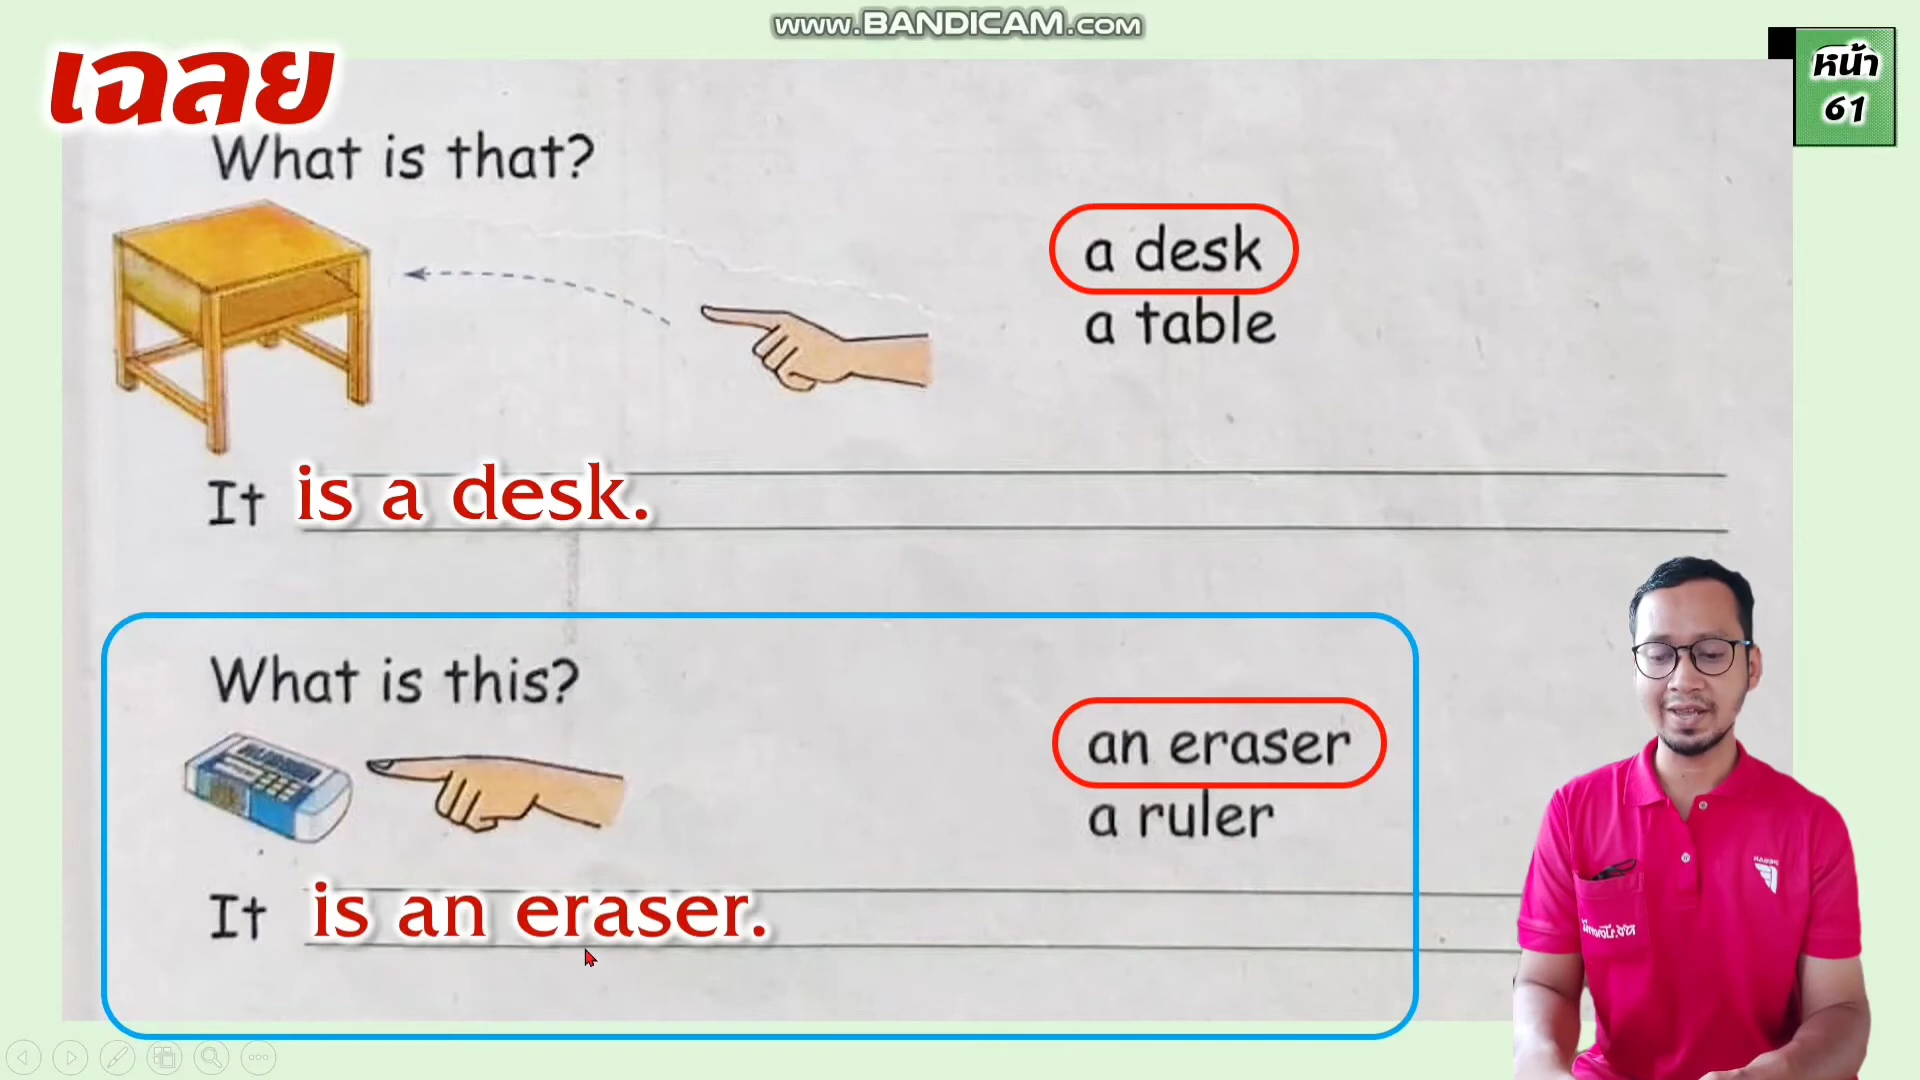 www.BANDICAM.com
เฉลย
หน้า
61
What is that?
a desk
a table
It is a desk.
What is this?
an eraser
a ruler
It is an eraser.